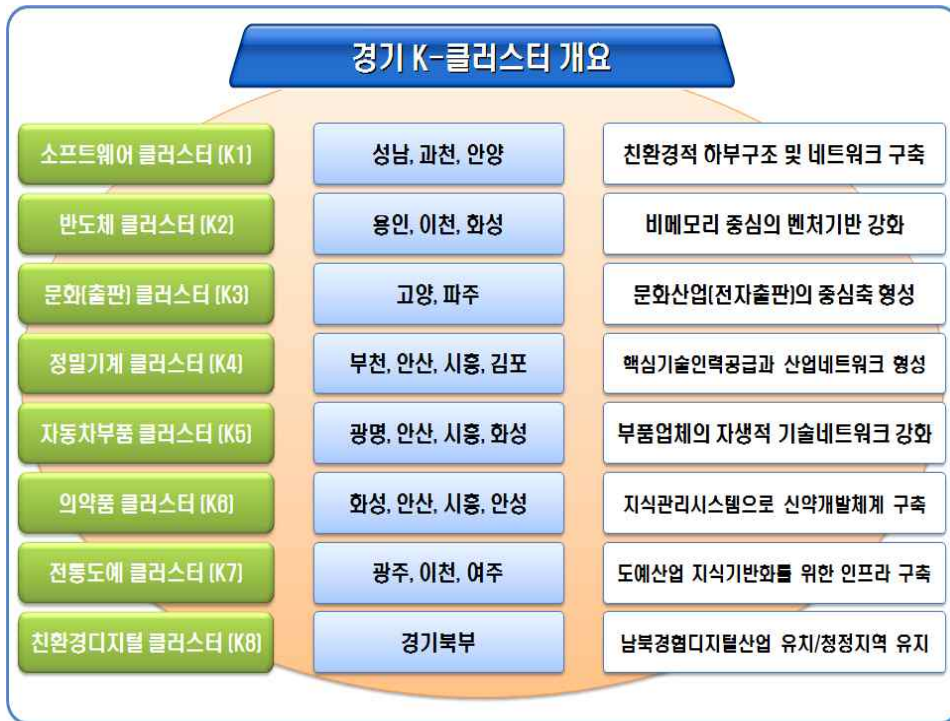 경기 K-클러스터 개요
소프트웨어 클러스터 (K1)
성남, 과천, 안양
친환경적 하부구조 및 네트워크 구축
반도체 클러스터 (K2)
용인, 이천, 화성
비메모리 중심의 벤처기반 강화
문화(출판) 클러스터 (K3)
고양, 파주
문화산업(전자출판)의 중심축 형성
정밀기계 클러스터 (K4)
부천, 안산, 시흥, 김포
핵심기술인력공급과 산업네트워크 형성
자동차부품 클러스터 (K5)
광명, 안산, 시흥, 화성
부품업체의 자생적 기술네트워크 강화
의약품 클러스터 (K6)
화성, 안산, 시흥, 안성
지식관리시스템으로 신약개발체계 구축
전통도예 클러스터 (K7)
광주, 이천, 여주
도예산업 지식기반화를 위한 인프라 구축
친환경디지털 클러스터 (K8)
경기북부
남북경협디지털산업 유치/청정지역 유지